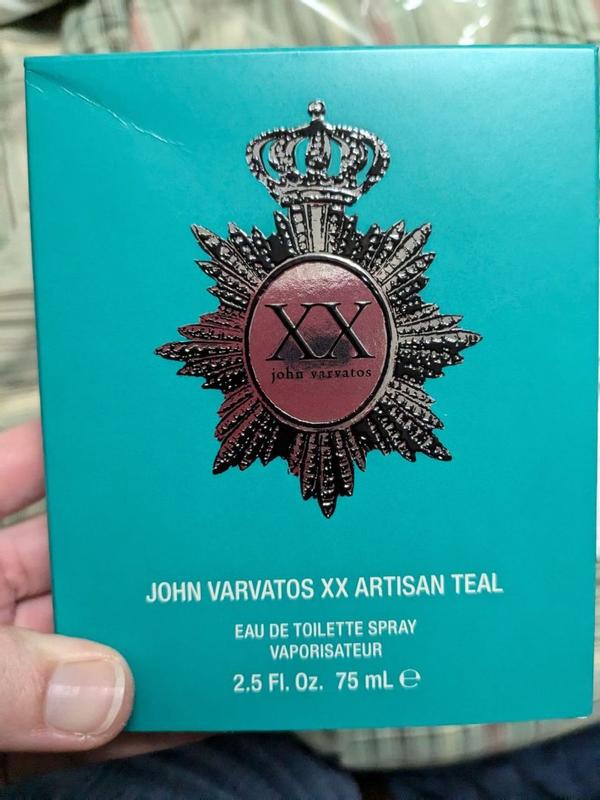 XX
john varvatos
JOHN VARVATOS XX ARTISAN TEAL
EAU DE TOILETTE SPRAY
VAPORISATEUR
2.5 Fl. Oz. 75 mL ℮